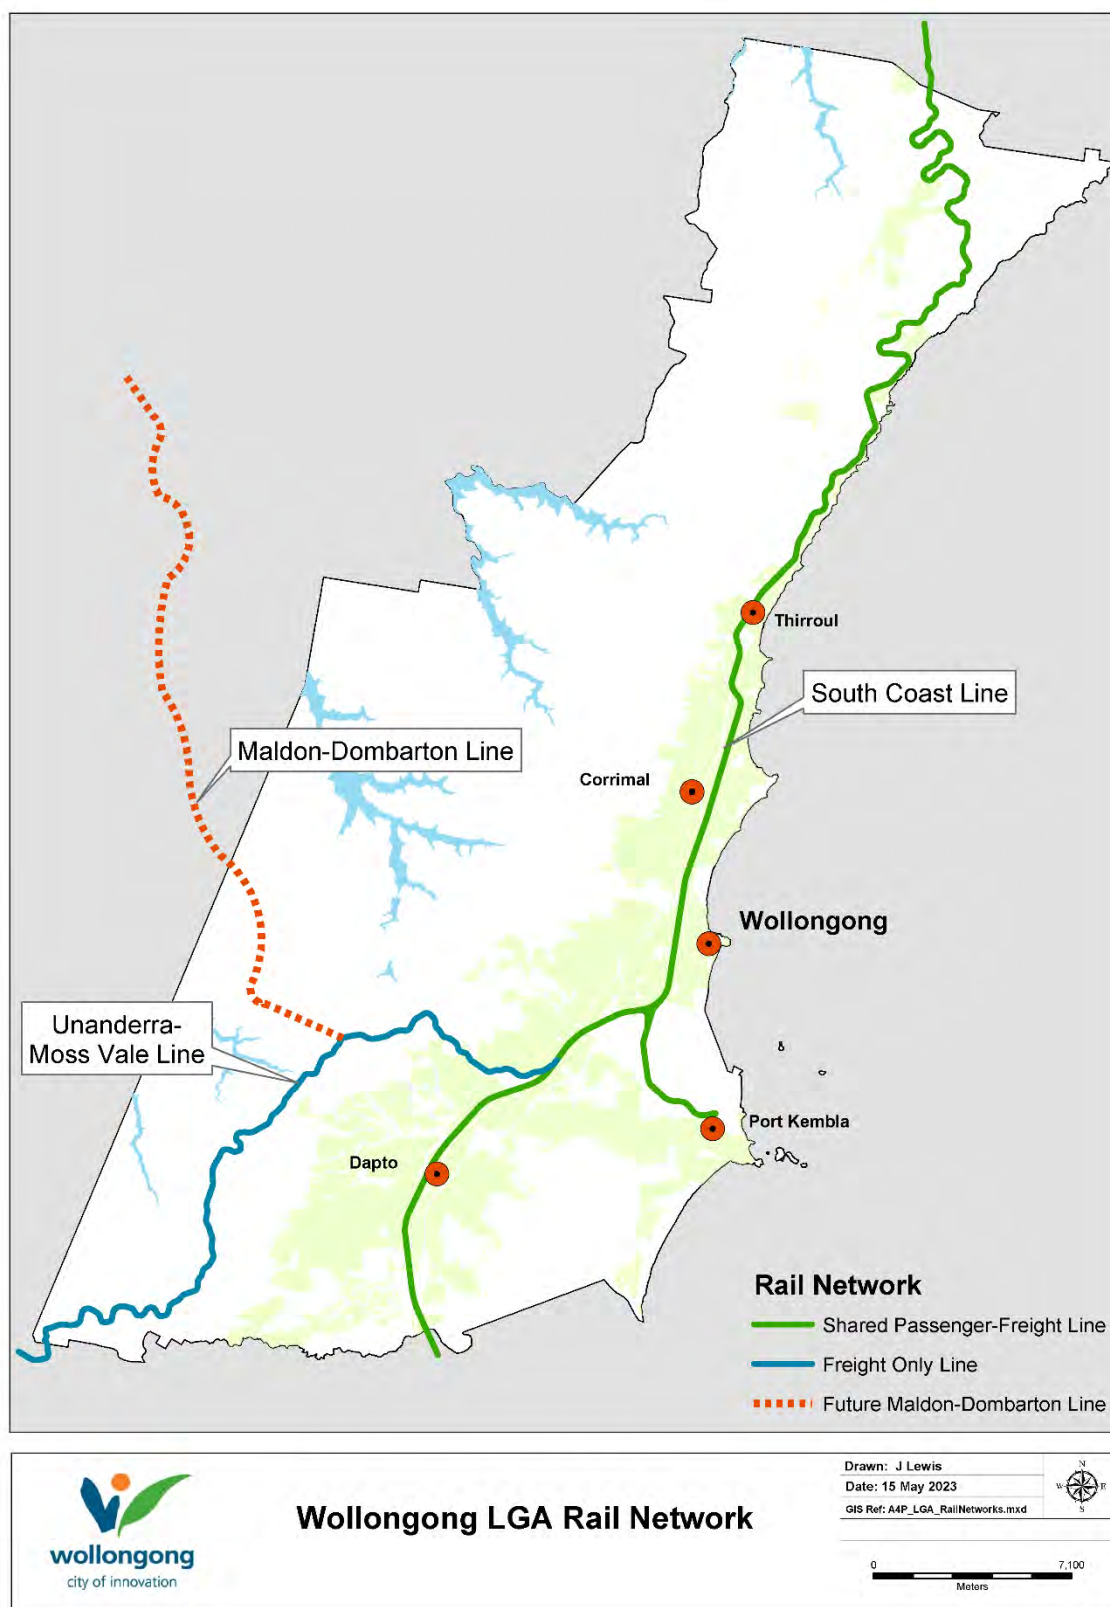 Thirroul
South Coast Line
Maldon-Dombarton Line
Corrimal
Wollongong
Unanderra-
Moss Vale Line
Port Kembla
Dapto
Rail Network
Shared Passenger-Freight Line
Freight Only Line
Future Maldon-Dombarton Line
wollongong
city of innovation
Wollongong LGA Rail Network
Drawn: J Lewis
Date: 15 May 2023
GIS Ref: A4P_LGA_RailNetworks.mxd
N
W E
S
0 7,100
Meters